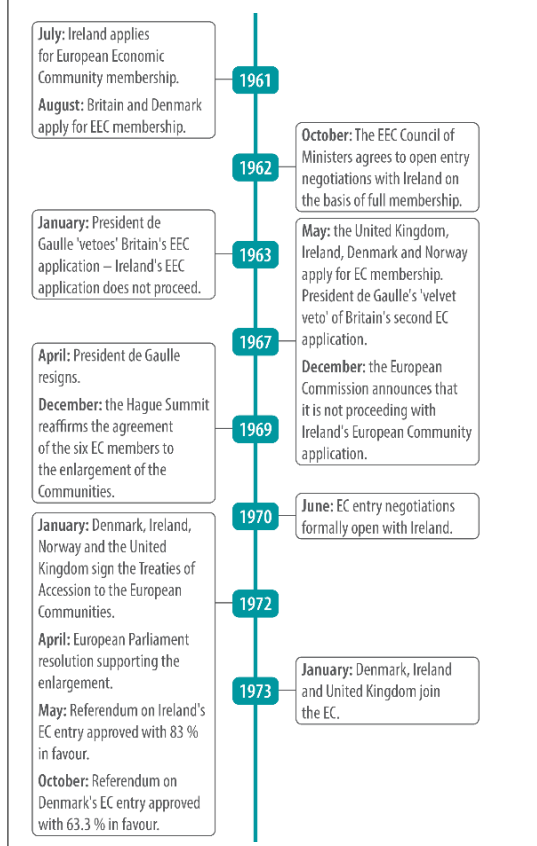 July: Ireland applies
for European Economic
Community membership.
August: Britain and Denmark
apply for EEC membership.
1961
October: The EEC Council of
Ministers agrees to open entry
negotiations with Ireland on
the basis of full membership.
1962
January: President de
Gaulle 'vetoes' Britain's EEC
application – Ireland's EEC
application does not proceed.
1963
May: the United Kingdom,
Ireland, Denmark and Norway
apply for EC membership.
President de Gaulle's 'velvet
veto' of Britain's second EC
application.
December: the European
Commission announces that
it is not proceeding with
Ireland's European Community
application.
1967
April: President de Gaulle
resigns.
December: the Hague Summit
reaffirms the agreement
of the six EC members to
the enlargement of the
Communities.
1969
June: EC entry negotiations
formally open with Ireland.
1970
January: Denmark, Ireland,
Norway and the United
Kingdom sign the Treaties of
Accession to the European
Communities.
April: European Parliament
resolution supporting the
enlargement.
May: Referendum on Ireland's
EC entry approved with 83 %
in favour.
October: Referendum on
Denmark's EC entry approved
with 63.3 % in favour.
1972
January: Denmark, Ireland
and United Kingdom join
the EC.
1973